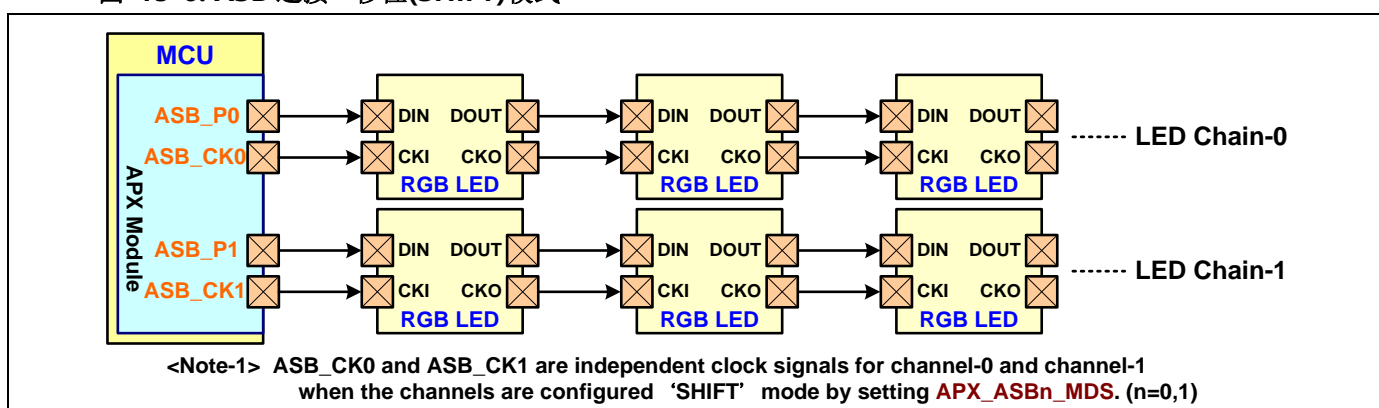 MCU
ASB_P0
ASB_CK0
ASB_P1
ASB_CK1
APX Module
DIN DOUT
CKI CKO
RGB LED
DIN DOUT
CKI CKO
RGB LED
DIN DOUT
CKI CKO
RGB LED
LED Chain-0
DIN DOUT
CKI CKO
RGB LED
DIN DOUT
CKI CKO
RGB LED
DIN DOUT
CKI CKO
RGB LED
LED Chain-1
<Note-1> ASB_CK0 and ASB_CK1 are independent clock signals for channel-0 and channel-1
when the channels are configured ‘SHIFT’ mode by setting APX_ASBn_MDS. (n=0,1)